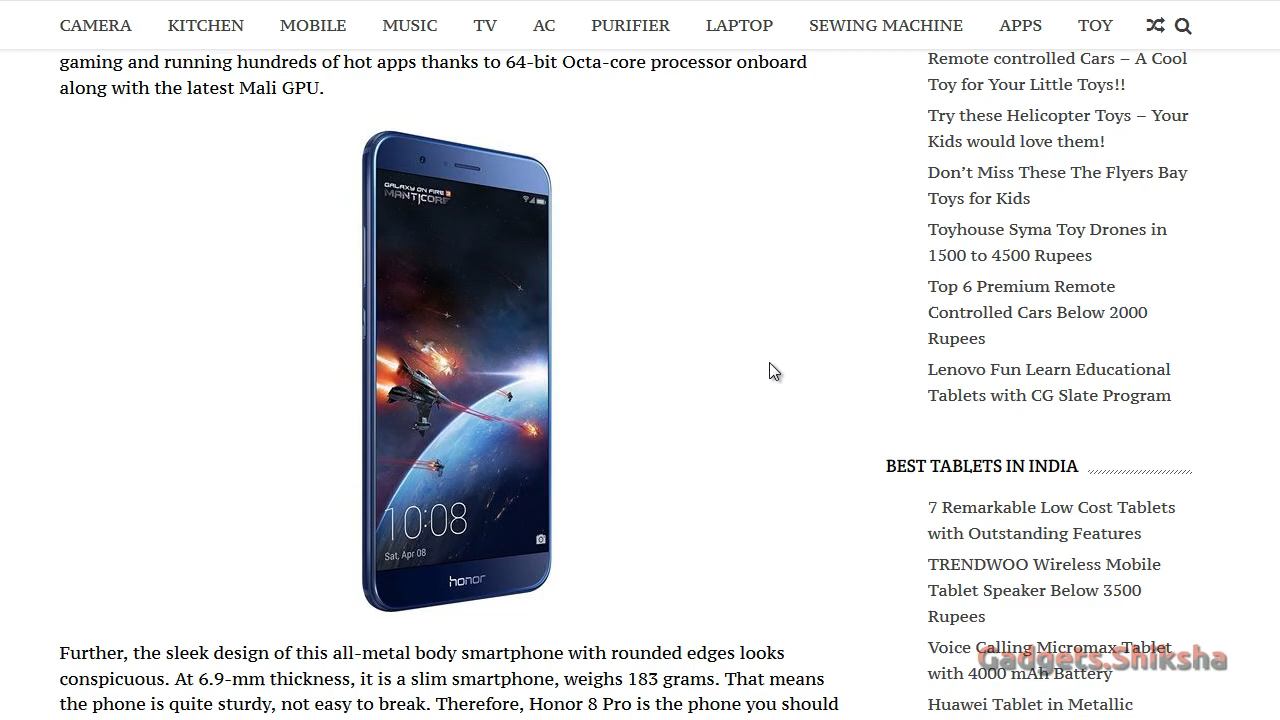 CAMERA KITCHEN MOBILE MUSIC TV AC PURIFIER LAPTOP SEWING MACHINE APPS TOY
gaming and running hundreds of hot apps thanks to 64-bit Octa-core processor onboard
along with the latest Mali GPU.
GALAXY ON FIRE 3
MANTICORE
10:08
Sat, Apr 08
honor
Further, the sleek design of this all-metal body smartphone with rounded edges looks
conspicuous. At 6.9-mm thickness, it is a slim smartphone, weighs 183 grams. That means
the phone is quite sturdy, not easy to break. Therefore, Honor 8 Pro is the phone you should
Remote controlled Cars – A Cool
Toy for Your Little Toys!!
Try these Helicopter Toys – Your
Kids would love them!
Don’t Miss These The Flyers Bay
Toys for Kids
Toyhouse Syma Toy Drones in
1500 to 4500 Rupees
Top 6 Premium Remote
Controlled Cars Below 2000
Rupees
Lenovo Fun Learn Educational
Tablets with CG Slate Program
BEST TABLETS IN INDIA
7 Remarkable Low Cost Tablets
with Outstanding Features
TRENDWOO Wireless Mobile
Tablet Speaker Below 3500
Rupees
Voice Calling Micromax Tablet
with 4000 mAh Battery
Huawei Tablet in Metallic
Gadgets.Shiksha